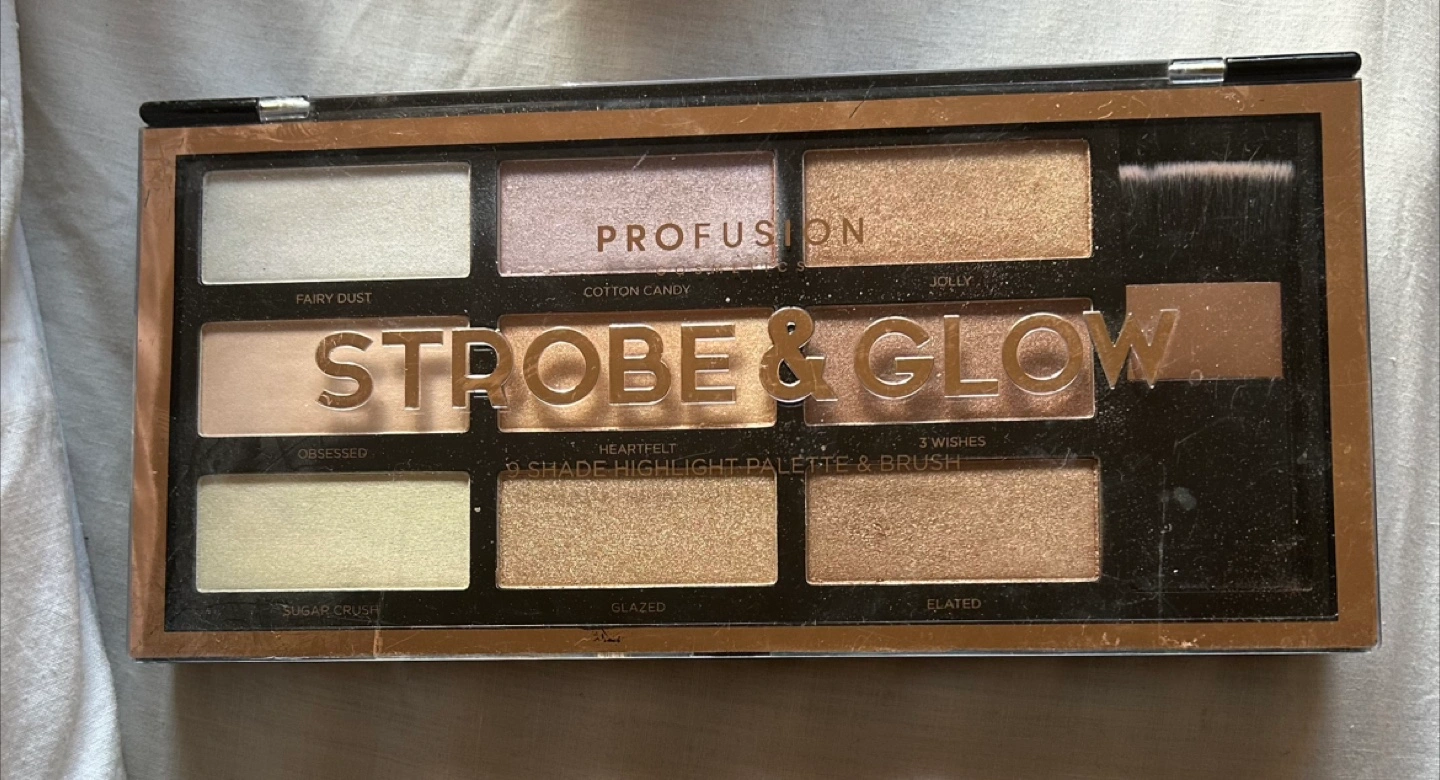 PROFUSION
COSMETICS
FAIRY DUST
COTTON CANDY
JOLLY
STROBE & GLOW
OBSESSED
HEARTFELT
3 WISHES
9 SHADE HIGHLIGHT PALETTE & BRUSH
SUGAR CRUSH
GLAZED
ELATED